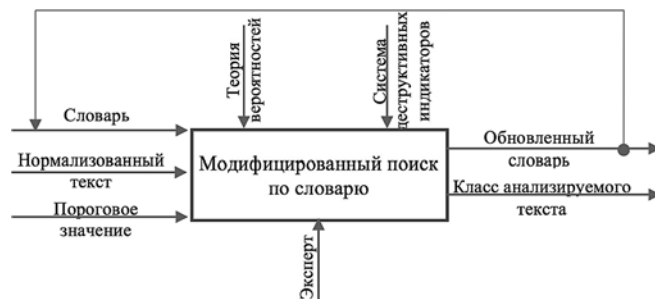 Теория
вероятностей
Система
деструктивных
индикаторов
Словарь
Нормализованный
текст
Пороговое
значение
Модифицированный поиск
по словарю
Обновленный
словарь
Класс анализируемого
текста
Эксперт